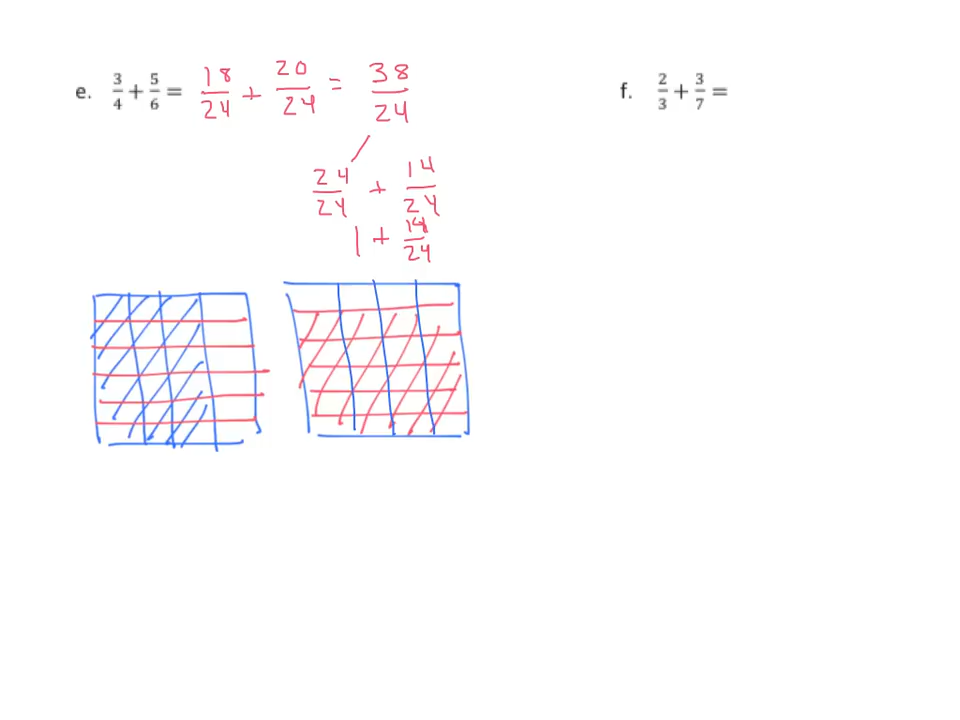 e. 3/4 + 5/6 = 18/24 + 20/24 = 38/24
24/24 + 14/24
1 + 14/24
f. 2/3 + 3/7 =